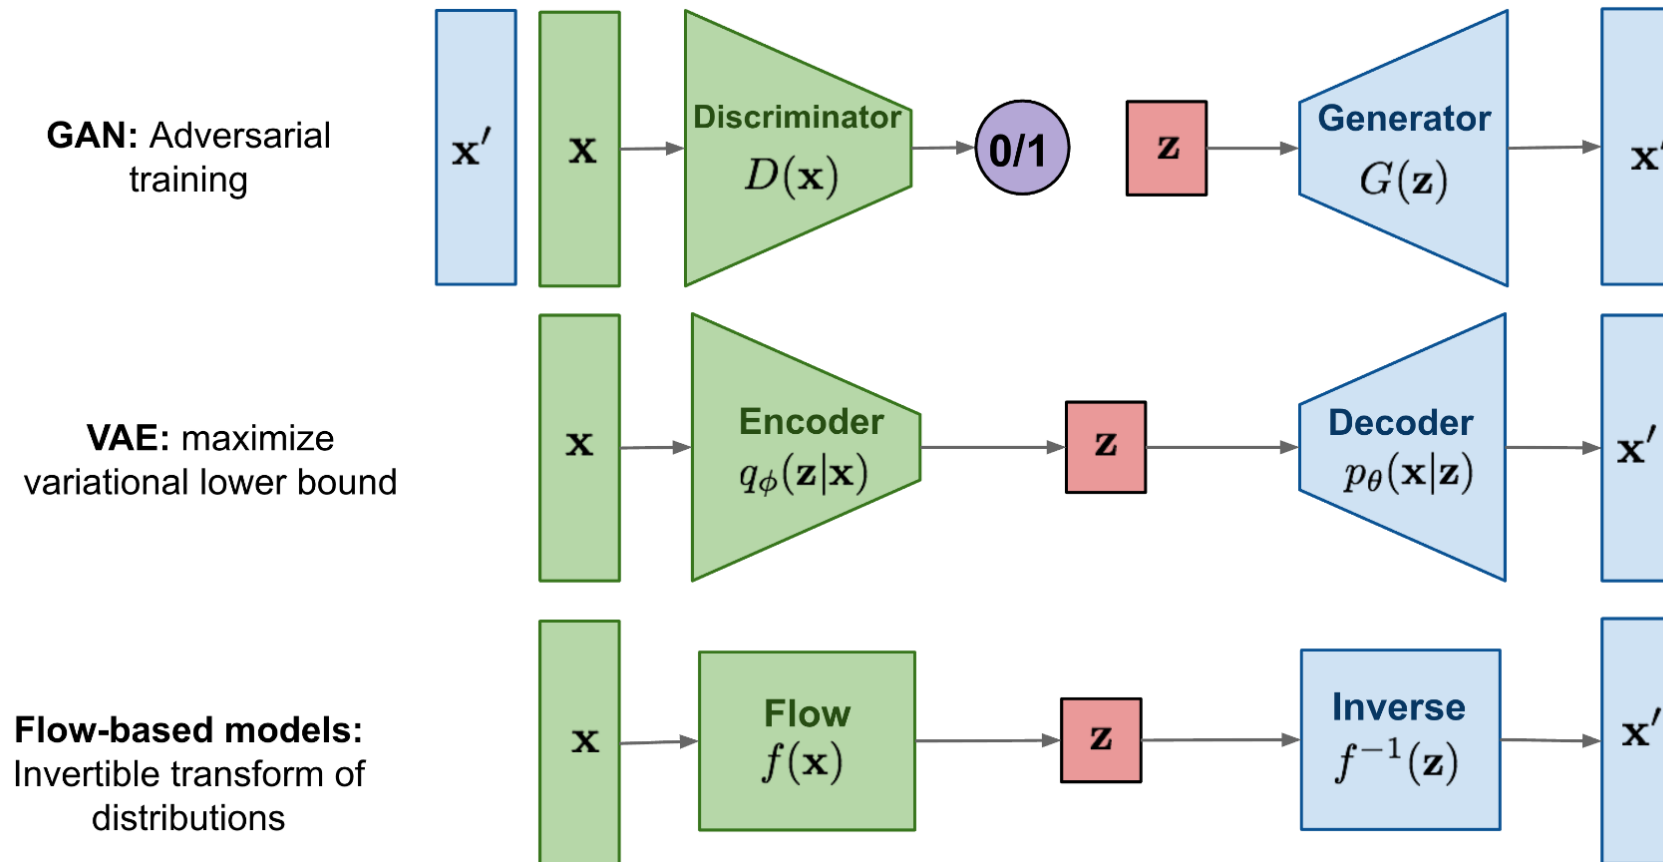 GAN: Adversarial
training
x′
x
Discriminator
D(x)
0/1
z
Generator
G(z)
x′
VAE: maximize
variational lower bound
x
Encoder
qϕ(z|x)
z
Decoder
pθ(x|z)
x′
Flow-based models:
Invertible transform of
distributions
x
Flow
f(x)
z
Inverse
f⁻¹(z)
x′